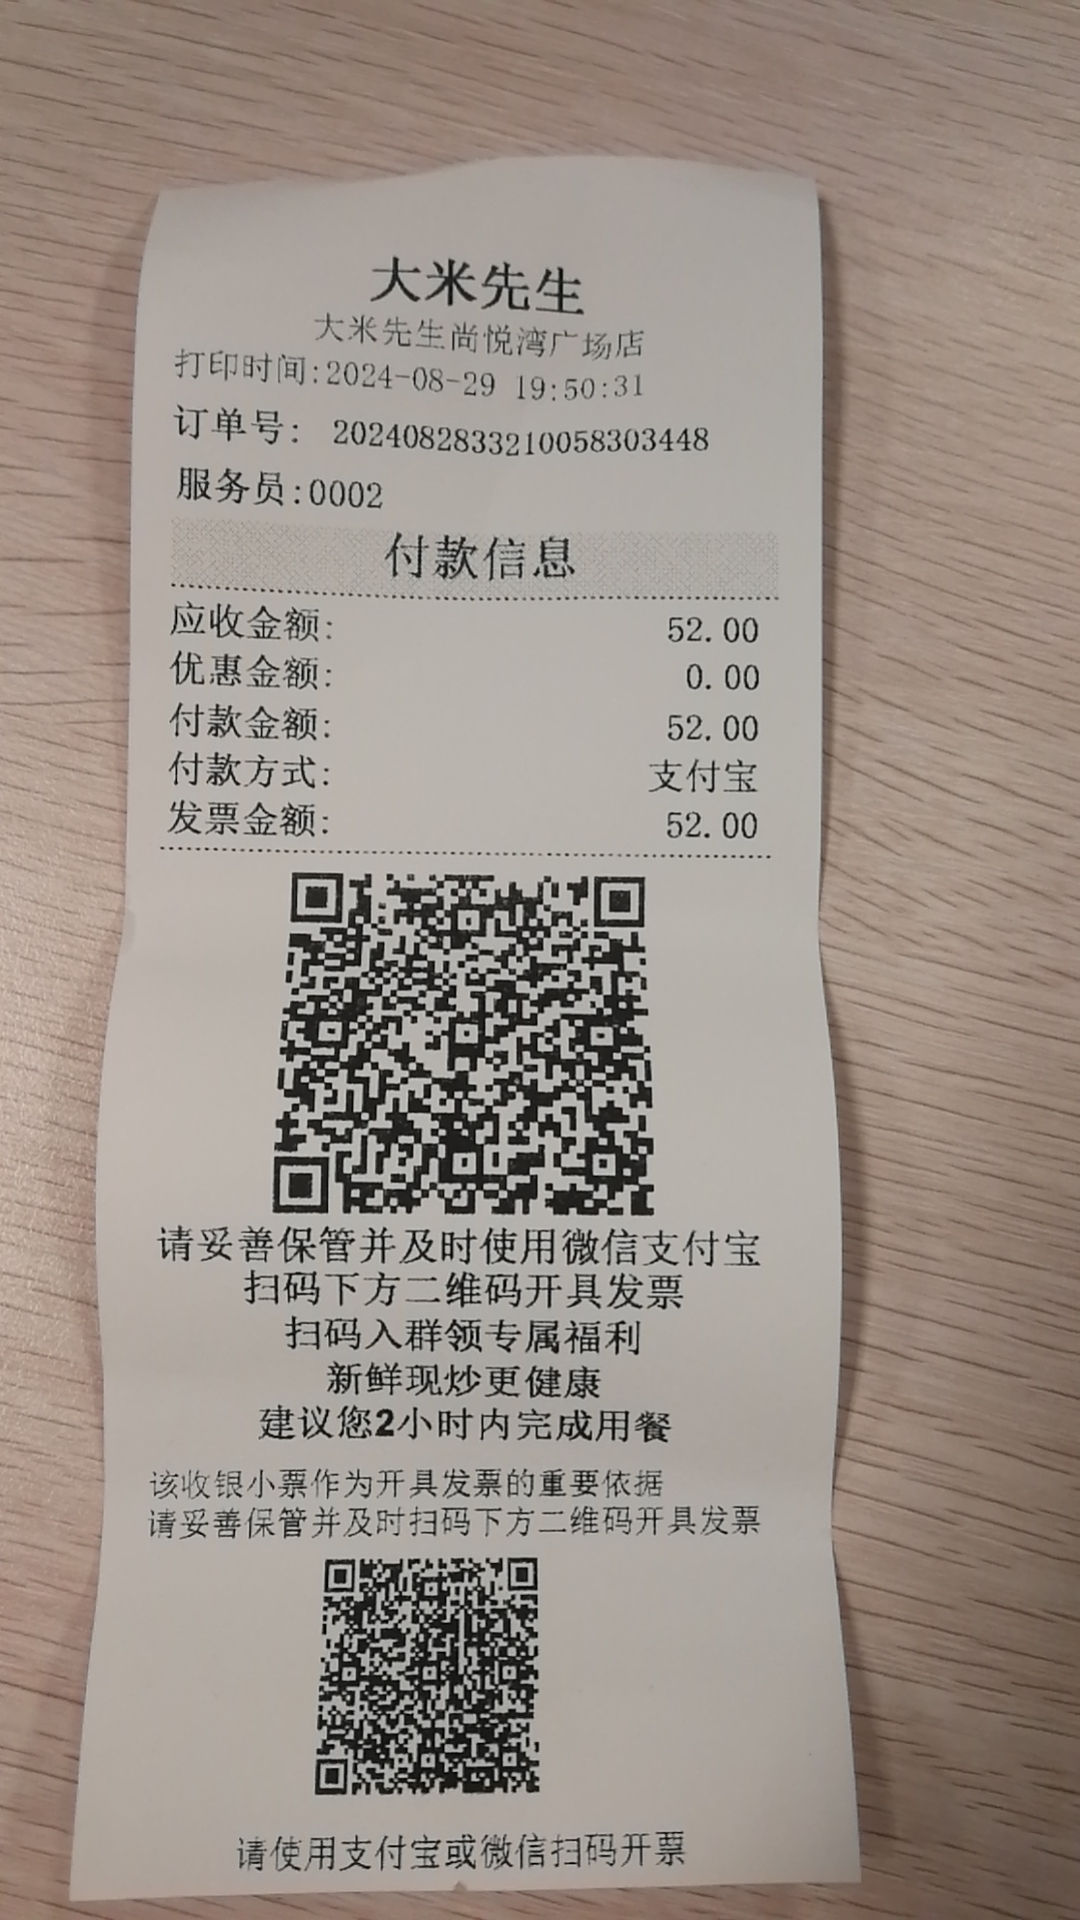 大米先生
大米先生尚悦湾广场店
打印时间:2024-08-29 19:50:31
订单号: 2024082833210058303448
服务员:0002
付款信息
应收金额: 52.00
优惠金额: 0.00
付款金额: 52.00
付款方式: 支付宝
发票金额: 52.00
请妥善保管并及时使用微信支付宝
扫码下方二维码开具发票
扫码入群领专属福利
新鲜现炒更健康
建议您2小时内完成用餐
该收银小票作为开具发票的重要依据
请妥善保管并及时扫码下方二维码开具发票
请使用支付宝或微信扫码开票